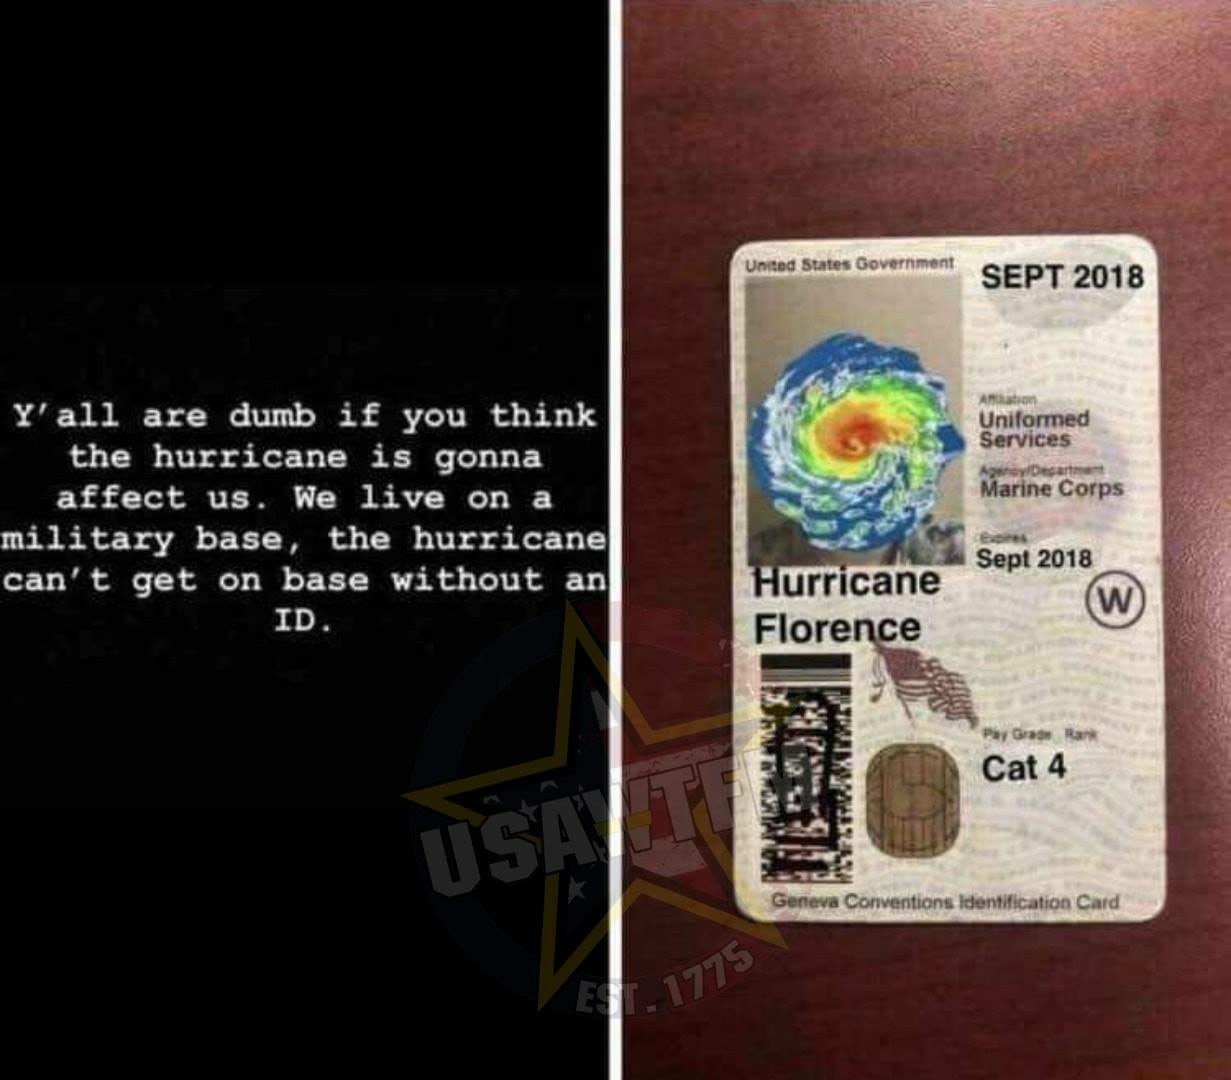 Y'all are dumb if you think
the hurricane is gonna
affect us. We live on a
military base, the hurricane
can't get on base without an
ID.
United States Government
SEPT 2018
Affiliation
Uniformed
Services
Agency/Department
Marine Corps
Expires
Sept 2018
Hurricane
Florence
W
Pay Grade Rank
Cat 4
Geneva Conventions Identification Card
USAWTFM
EST. 1775